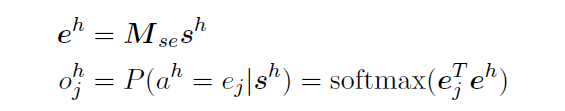 e^h = M_{se}s^h
o_j^h = P(a^h = e_j|s^h) = softmax(e_j^T e^h)